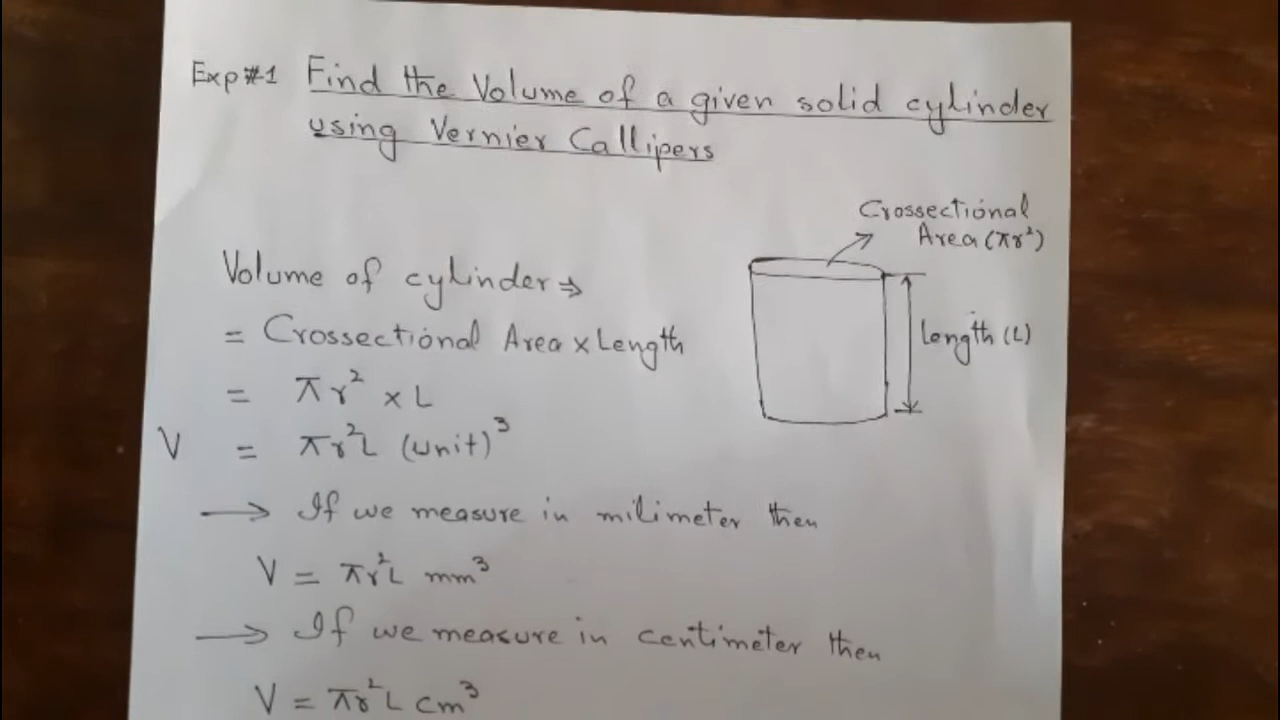 Exp#1 Find the Volume of a given solid cylinder
using Vernier Callipers
Crossectional
Area (πr²)
Volume of cylinder ⇒
= Crossectional Area x Length
Length (L)
= πr² x L
V = πr²L (unit)³
→ If we measure in milimeter then
V = πr²L mm³
→ If we measure in centimeter then
V = πr²L cm³